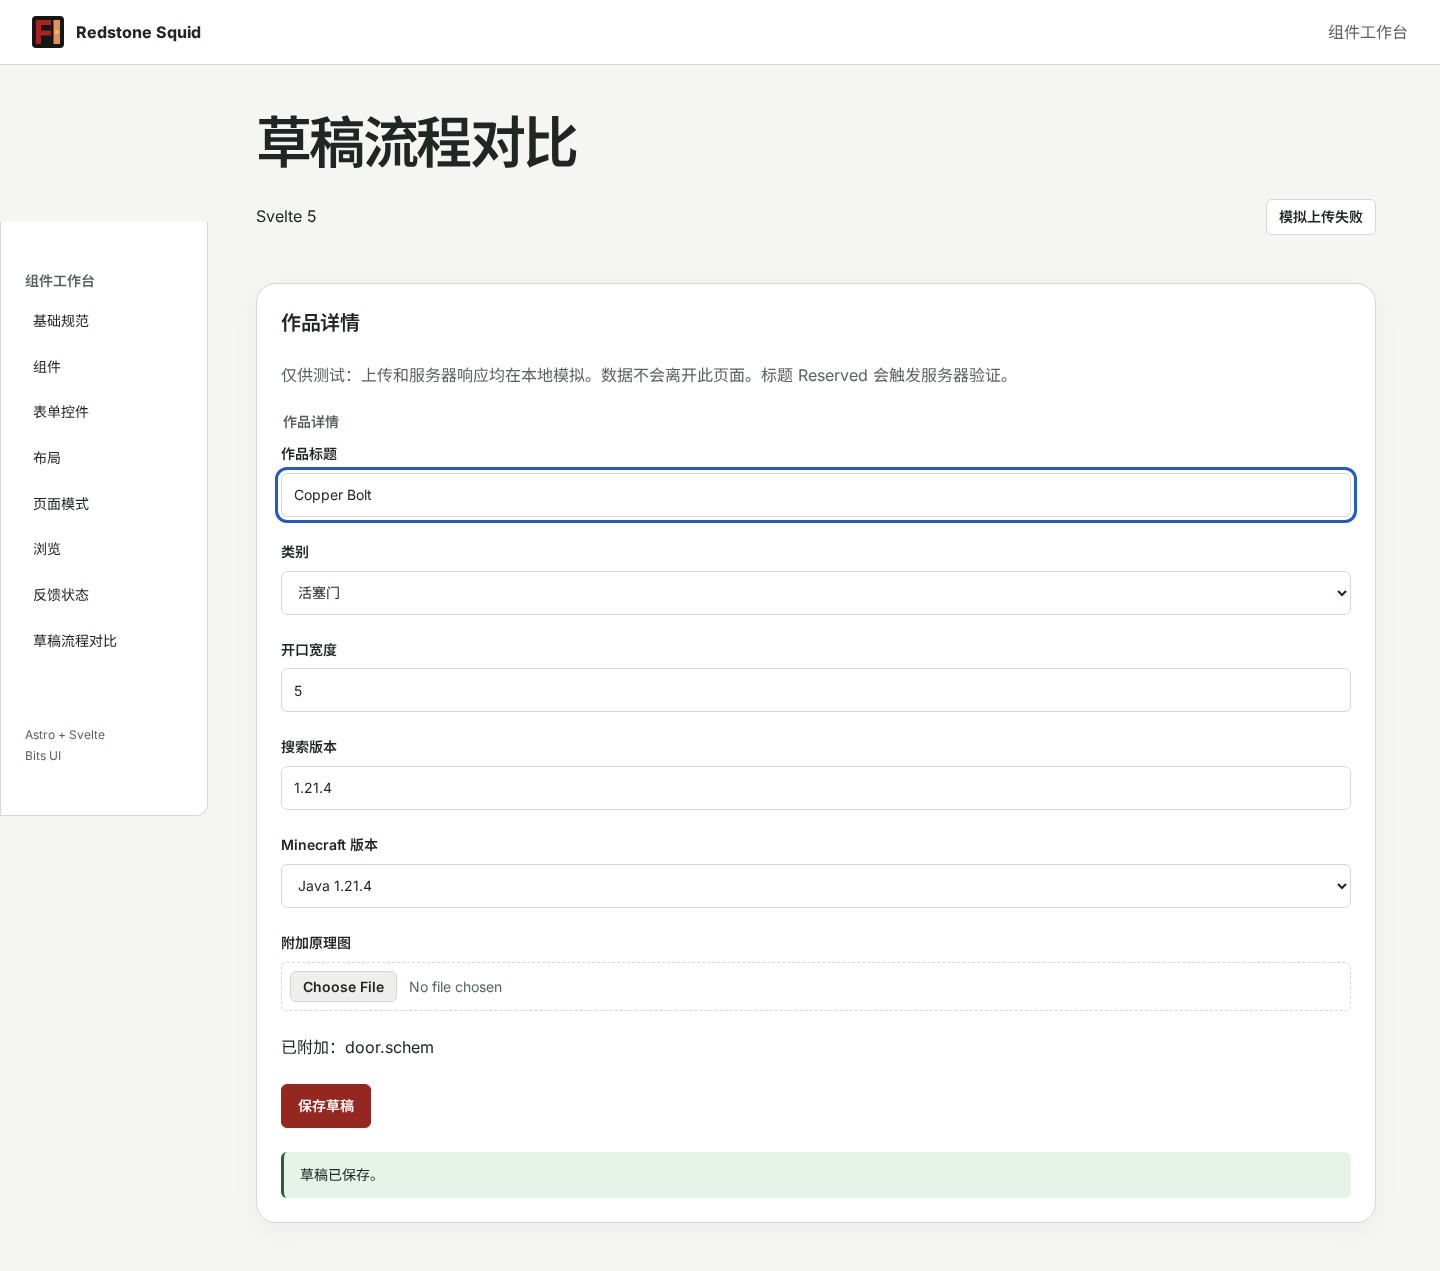 Redstone Squid
组件工作台
草稿流程对比
Svelte 5
模拟上传失败
组件工作台
基础规范
组件
表单控件
布局
页面模式
浏览
反馈状态
草稿流程对比
Astro + Svelte
Bits UI
作品详情
仅供测试：上传和服务器响应均在本地模拟。数据不会离开此页面。标题 Reserved 会触发服务器验证。
作品详情
作品标题
Copper Bolt
类别
活塞门
开口宽度
5
搜索版本
1.21.4
Minecraft 版本
Java 1.21.4
附加原理图
Choose File No file chosen
已附加：door.schem
保存草稿
草稿已保存。